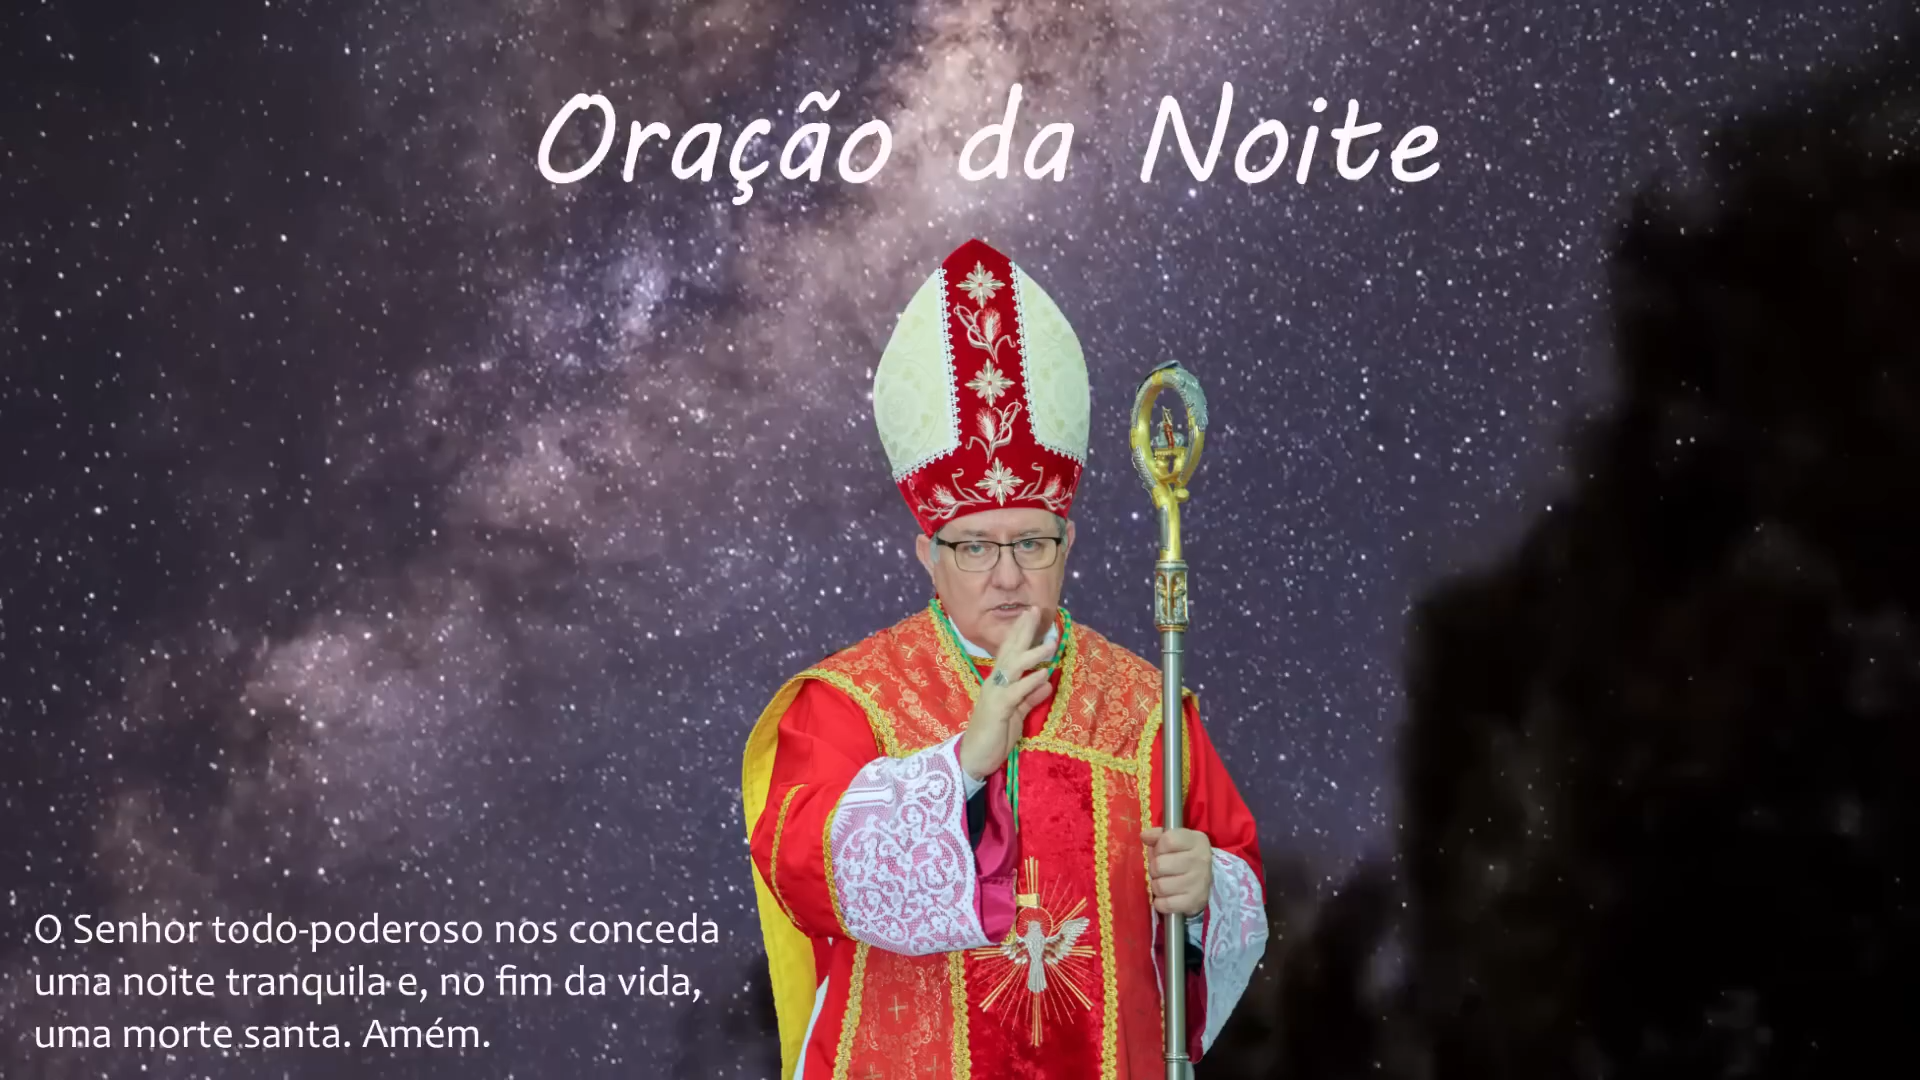 Oração da Noite
O Senhor todo-poderoso nos conceda
uma noite tranquila e, no fim da vida,
uma morte santa. Amém.